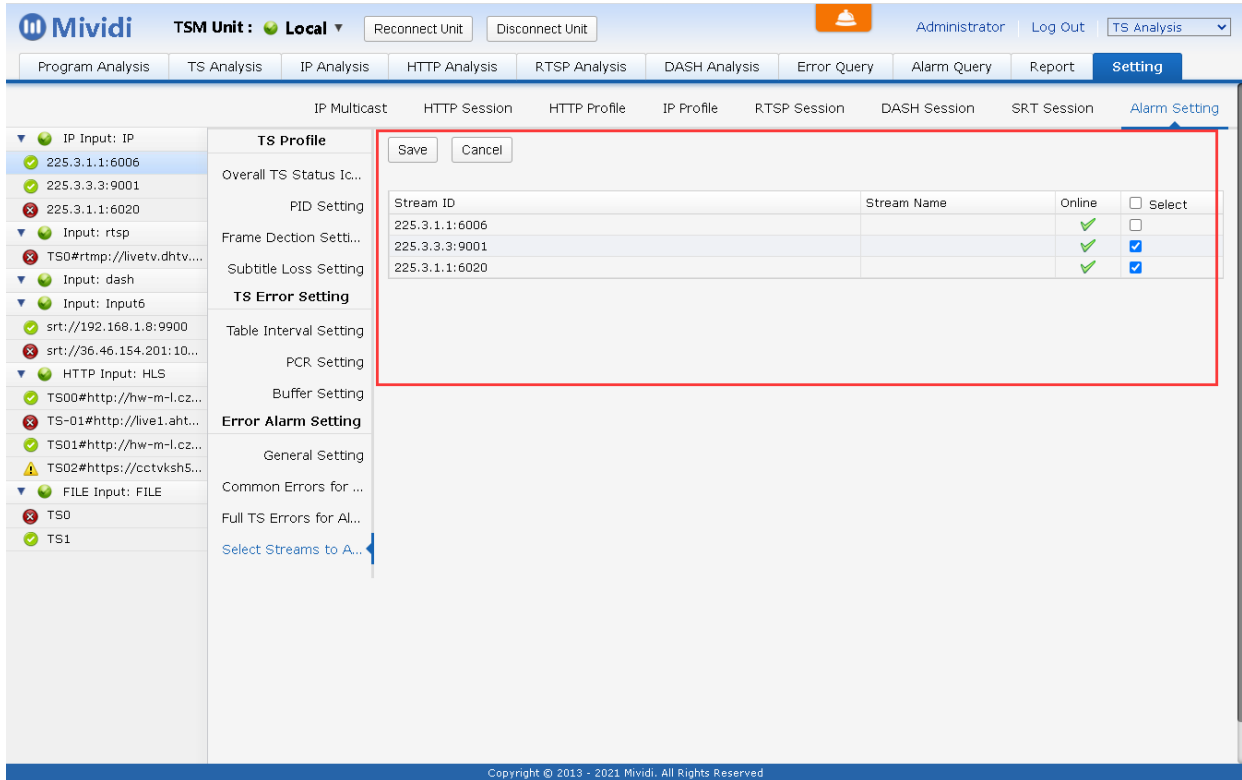 Mividi TSM Unit : Local Reconnect Unit Disconnect Unit Administrator Log Out TS Analysis
Program Analysis TS Analysis IP Analysis HTTP Analysis RTSP Analysis DASH Analysis Error Query Alarm Query Report Setting
IP Multicast HTTP Session HTTP Profile IP Profile RTSP Session DASH Session SRT Session Alarm Setting
IP Input: IP
225.3.1.1:6006
225.3.3.3:9001
225.3.1.1:6020
Input: rtsp
TS0#rtmp://livetv.dhtv....
Input: dash
Input: Input6
srt://192.168.1.8:9900
srt://36.46.154.201:10...
HTTP Input: HLS
TS00#http://hw-m-l.cz...
TS-01#http://live1.aht...
TS01#http://hw-m-l.cz...
TS02#https://cctvksh5...
FILE Input: FILE
TS0
TS1
TS Profile
Overall TS Status Ic...
PID Setting
Frame Dection Setti...
Subtitle Loss Setting
TS Error Setting
Table Interval Setting
PCR Setting
Buffer Setting
Error Alarm Setting
General Setting
Common Errors for ...
Full TS Errors for Al...
Select Streams to A...
Save Cancel
Stream ID Stream Name Online Select
225.3.1.1:6006
225.3.3.3:9001
225.3.1.1:6020
Copyright © 2013 - 2021 Mividi. All Rights Reserved